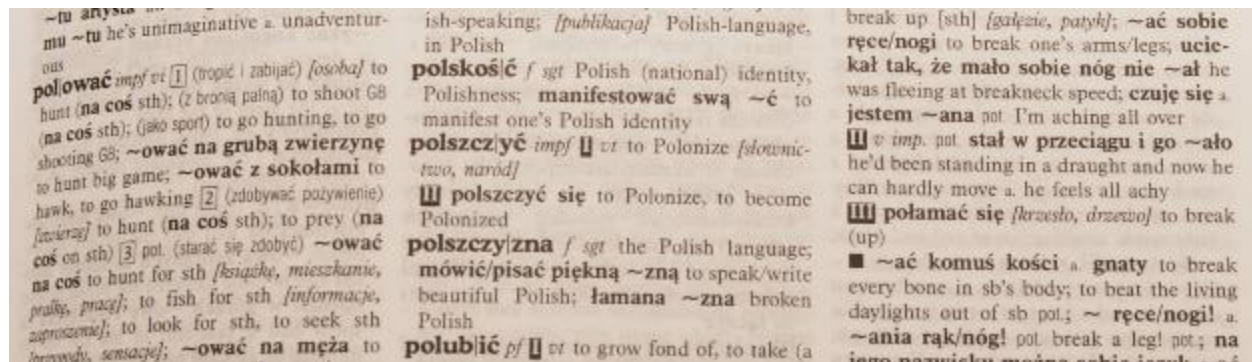 ~tu artysta
mu ~tu he's unimaginative a. unadventur-
ous
pol|ować impf vt 1 (tropić i zabijać) [osoba] to
hunt (na coś sth); (z bronią palną) to shoot GB
(na coś sth); (jako sport) to go hunting, to go
shooting GB; ~ować na grubą zwierzynę
to hunt big game; ~ować z sokołami to
hawk, to go hawking 2 (zdobywać pożywienie)
[zwierzę] to hunt (na coś sth); to prey (na
coś on sth) 3 pot. (starać się zdobyć) ~ować
na coś to hunt for sth [książkę, mieszkanie,
pralkę, pracę]; to fish for sth [informacje,
zaproszenie]; to look for sth, to seek sth
[przygody, sensacje]; ~ować na męża to
ish-speaking; [publikacja] Polish-language,
in Polish
polskoś|ć f sgt Polish (national) identity,
Polishness; manifestować swą ~ć to
manifest one's Polish identity
polszcz|yć impf I vt to Polonize [słownic-
two, naród]
II polszczyć się to Polonize, to become
Polonized
polszczy|zna f sgt the Polish language;
mówić/pisać piękną ~zną to speak/write
beautiful Polish; łamana ~zna broken
Polish
polub|ić pf I vt to grow fond of, to take (a
break up [sth] [gałęzie, patyk]; ~ać sobie
ręce/nogi to break one's arms/legs; ucie-
kał tak, że mało sobie nóg nie ~ał he
was fleeing at breakneck speed; czuję się a.
jestem ~ana pot. I'm aching all over
II v imp. pot. stał w przeciągu i go ~ało
he'd been standing in a draught and now he
can hardly move a. he feels all achy
III połamać się [krzesło, drzewo] to break
(up)
■ ~ać komuś kości a. gnaty to break
every bone in sb's body; to beat the living
daylights out of sb pot.; ~ ręce/nogi! a.
~ania rąk/nóg! pot. break a leg! pot.; na
jego nazwisku można sobie język